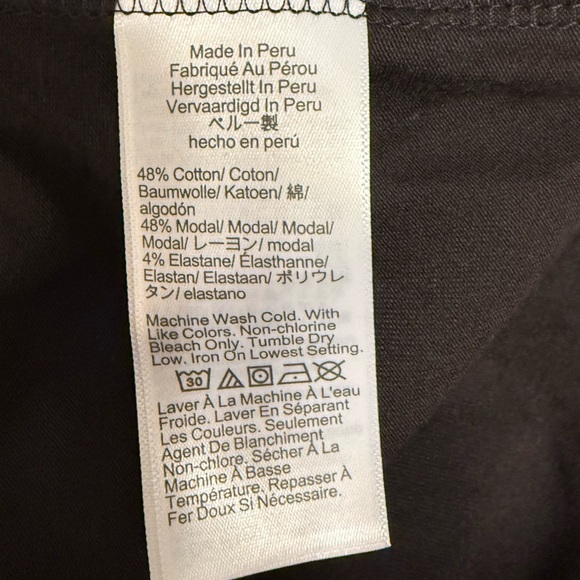 Made In Peru
Fabriqué Au Pérou
Hergestellt In Peru
Vervaardigd In Peru
ペルー製
hecho en perú
48% Cotton/ Coton/
Baumwolle/ Katoen/ 綿/
algodón
48% Modal/ Modal/ Modal/
Modal/ レーヨン/ modal
4% Elastane/ Élasthanne/
Elastan/ Elastaan/ ポリウレ
タン/ elastano
Machine Wash Cold. With
Like Colors. Non-chlorine
Bleach Only. Tumble Dry
Low. Iron On Lowest Setting.
30
Laver À La Machine À L'eau
Froide. Laver En Séparant
Les Couleurs. Seulement
Agent De Blanchiment
Non-chlore. Sécher À La
Machine À Basse
Température. Repasser À
Fer Doux Si Nécessaire.